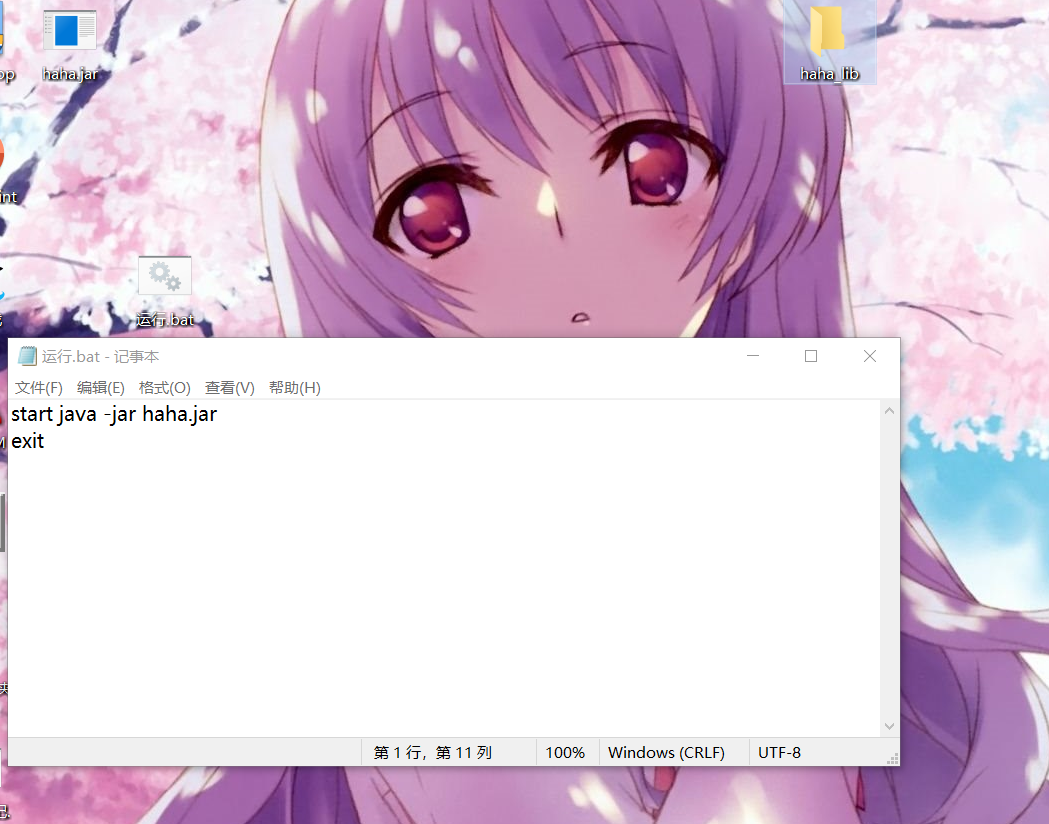 haha.jar
haha_lib
运行.bat
运行.bat - 记事本
文件(F) 编辑(E) 格式(O) 查看(V) 帮助(H)
start java -jar haha.jar
exit
第 1 行，第 11 列 100% Windows (CRLF) UTF-8